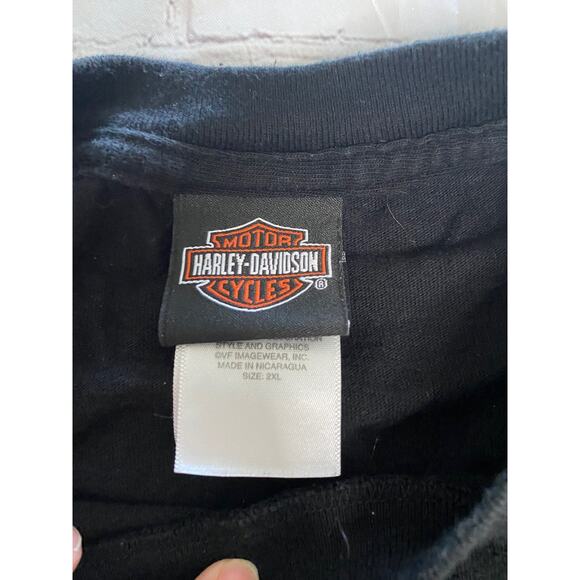 MOTOR
HARLEY-DAVIDSON
CYCLES ®
STYLE AND GRAPHICS
©VF IMAGEWEAR, INC.
MADE IN NICARAGUA
SIZE: 2XL